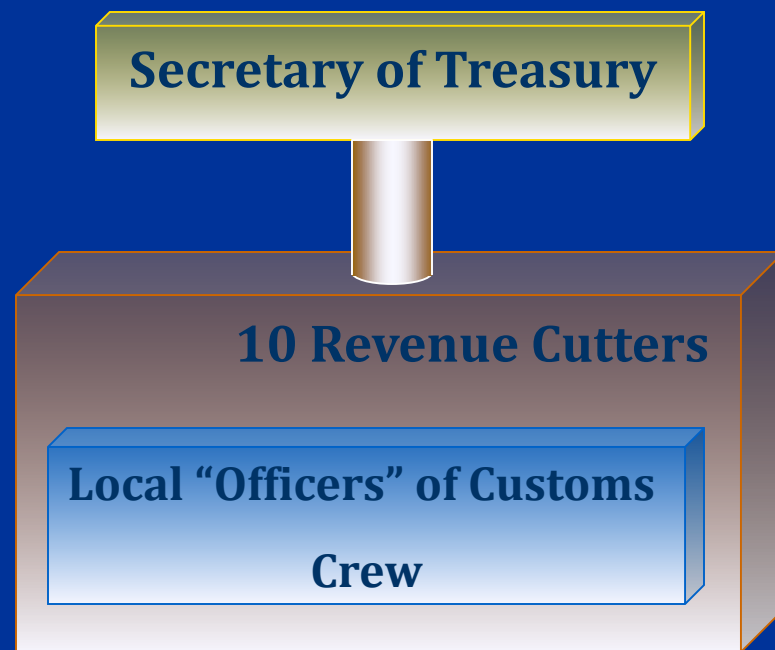 Secretary of Treasury
10 Revenue Cutters
Local “Officers” of Customs
Crew